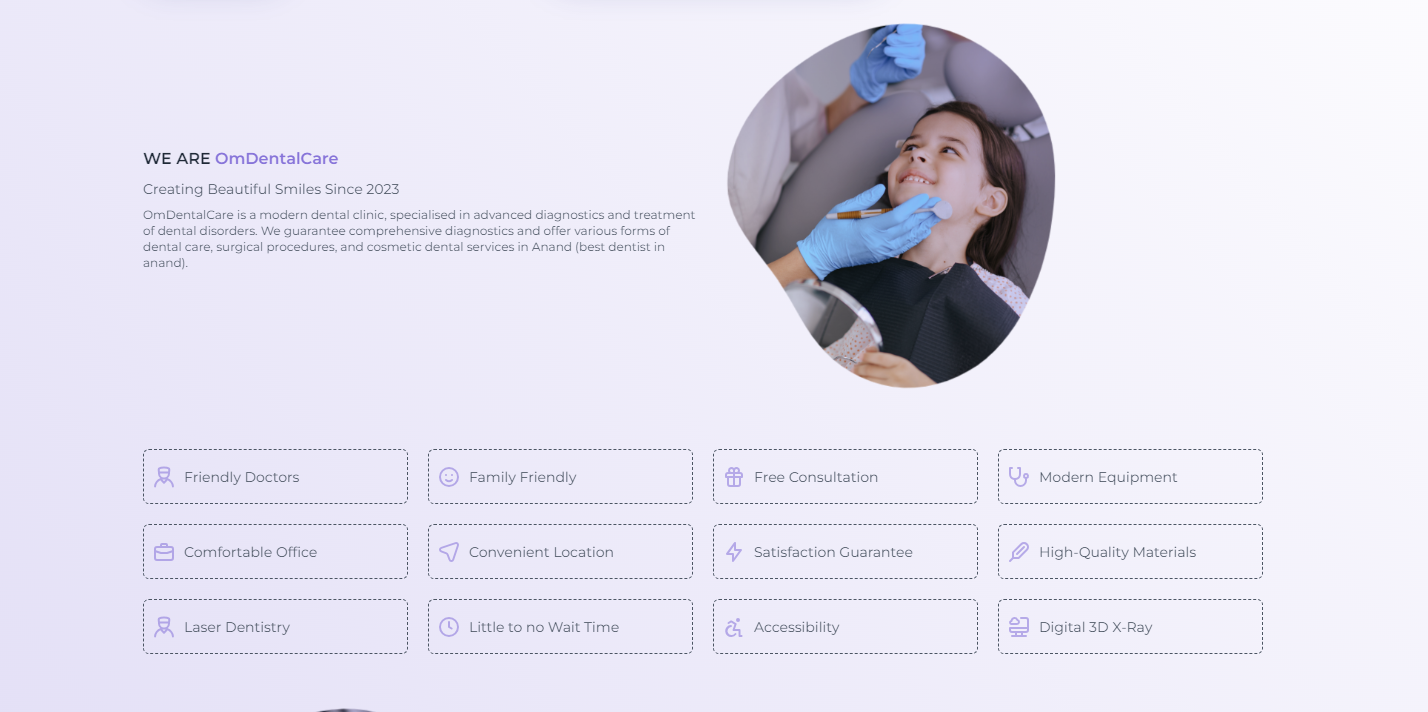 WE ARE OmDentalCare
Creating Beautiful Smiles Since 2023
OmDentalCare is a modern dental clinic, specialised in advanced diagnostics and treatment
of dental disorders. We guarantee comprehensive diagnostics and offer various forms of
dental care, surgical procedures, and cosmetic dental services in Anand (best dentist in
anand).
Friendly Doctors
Family Friendly
Free Consultation
Modern Equipment
Comfortable Office
Convenient Location
Satisfaction Guarantee
High-Quality Materials
Laser Dentistry
Little to no Wait Time
Accessibility
Digital 3D X-Ray